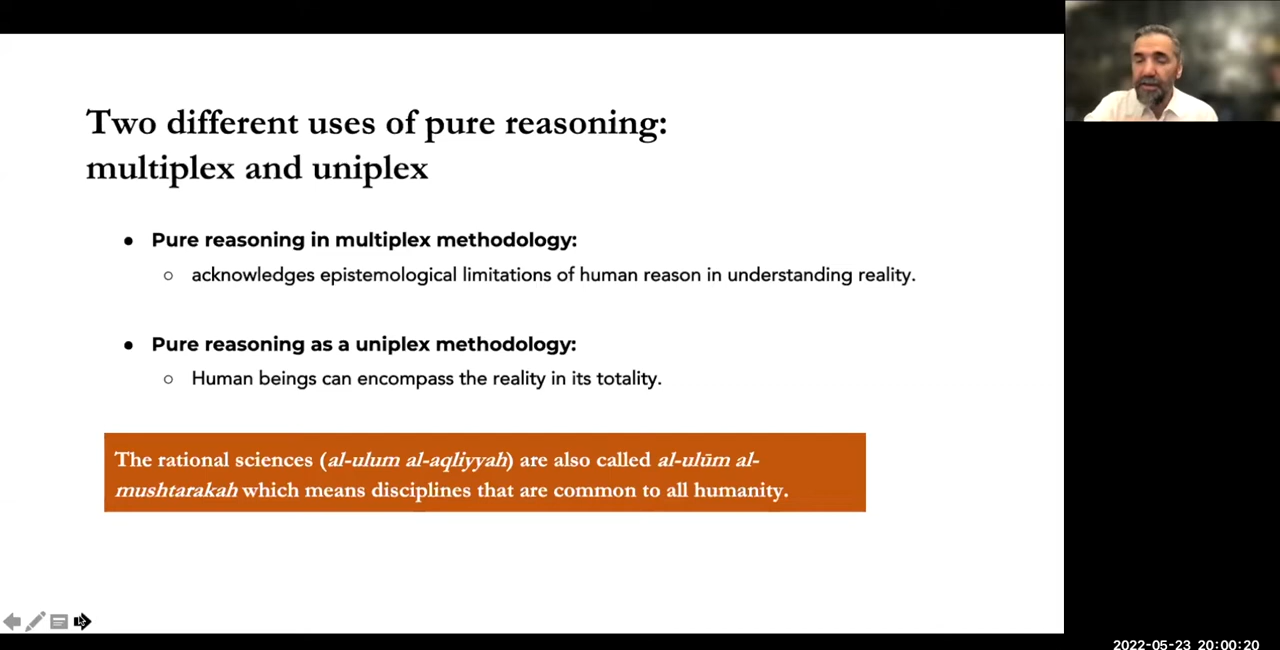 Two different uses of pure reasoning:
multiplex and uniplex
● Pure reasoning in multiplex methodology:
○ acknowledges epistemological limitations of human reason in understanding reality.
● Pure reasoning as a uniplex methodology:
○ Human beings can encompass the reality in its totality.
The rational sciences (al-ulum al-aqliyyah) are also called al-ulūm al-
mushtarakah which means disciplines that are common to all humanity.
2022-05-23 20:00:20